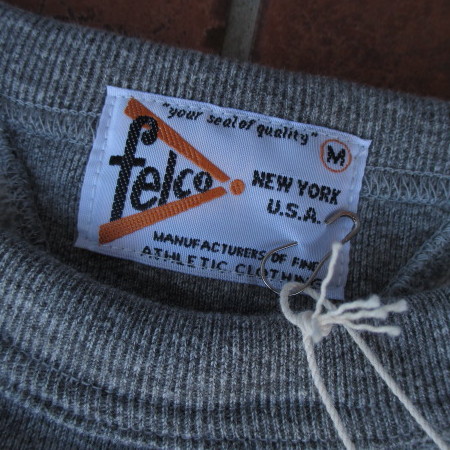 "your seal of quality"
M
felco
NEW YORK
U.S.A.
MANUFACTURERS OF FINE
ATHLETIC CLOTHING